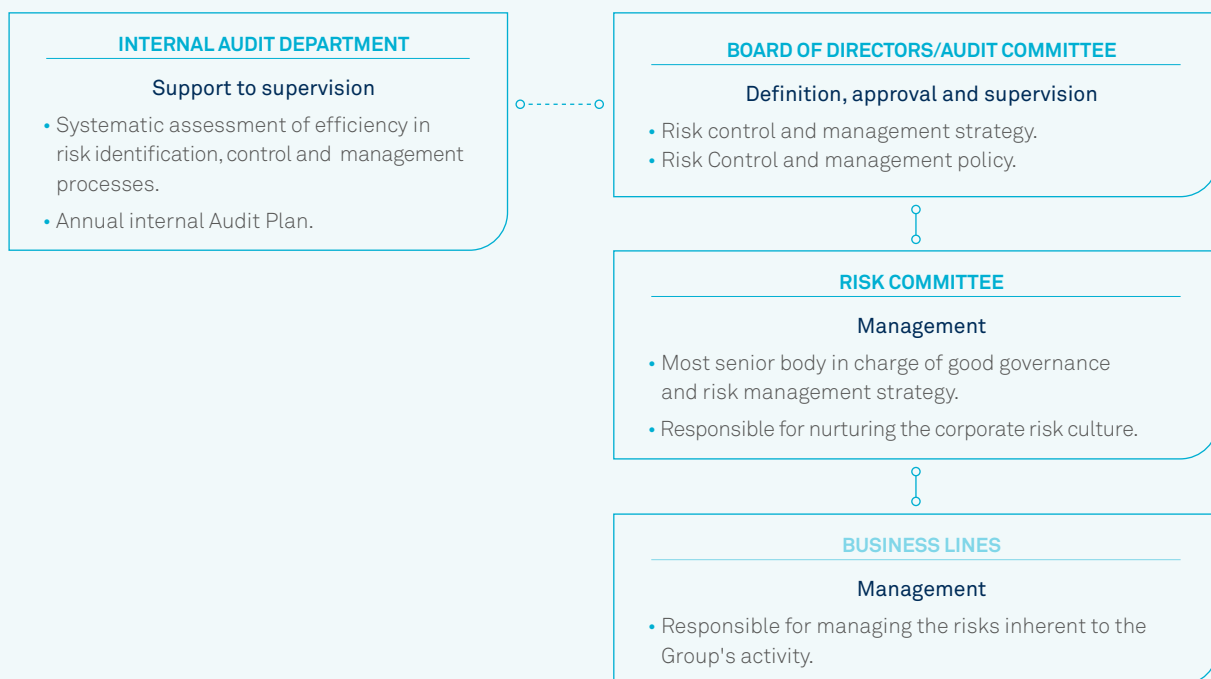 INTERNAL AUDIT DEPARTMENT
Support to supervision
• Systematic assessment of efficiency in
risk identification, control and management
processes.
• Annual internal Audit Plan.
BOARD OF DIRECTORS/AUDIT COMMITTEE
Definition, approval and supervision
• Risk control and management strategy.
• Risk Control and management policy.
RISK COMMITTEE
Management
• Most senior body in charge of good governance
and risk management strategy.
• Responsible for nurturing the corporate risk culture.
BUSINESS LINES
Management
• Responsible for managing the risks inherent to the
Group's activity.